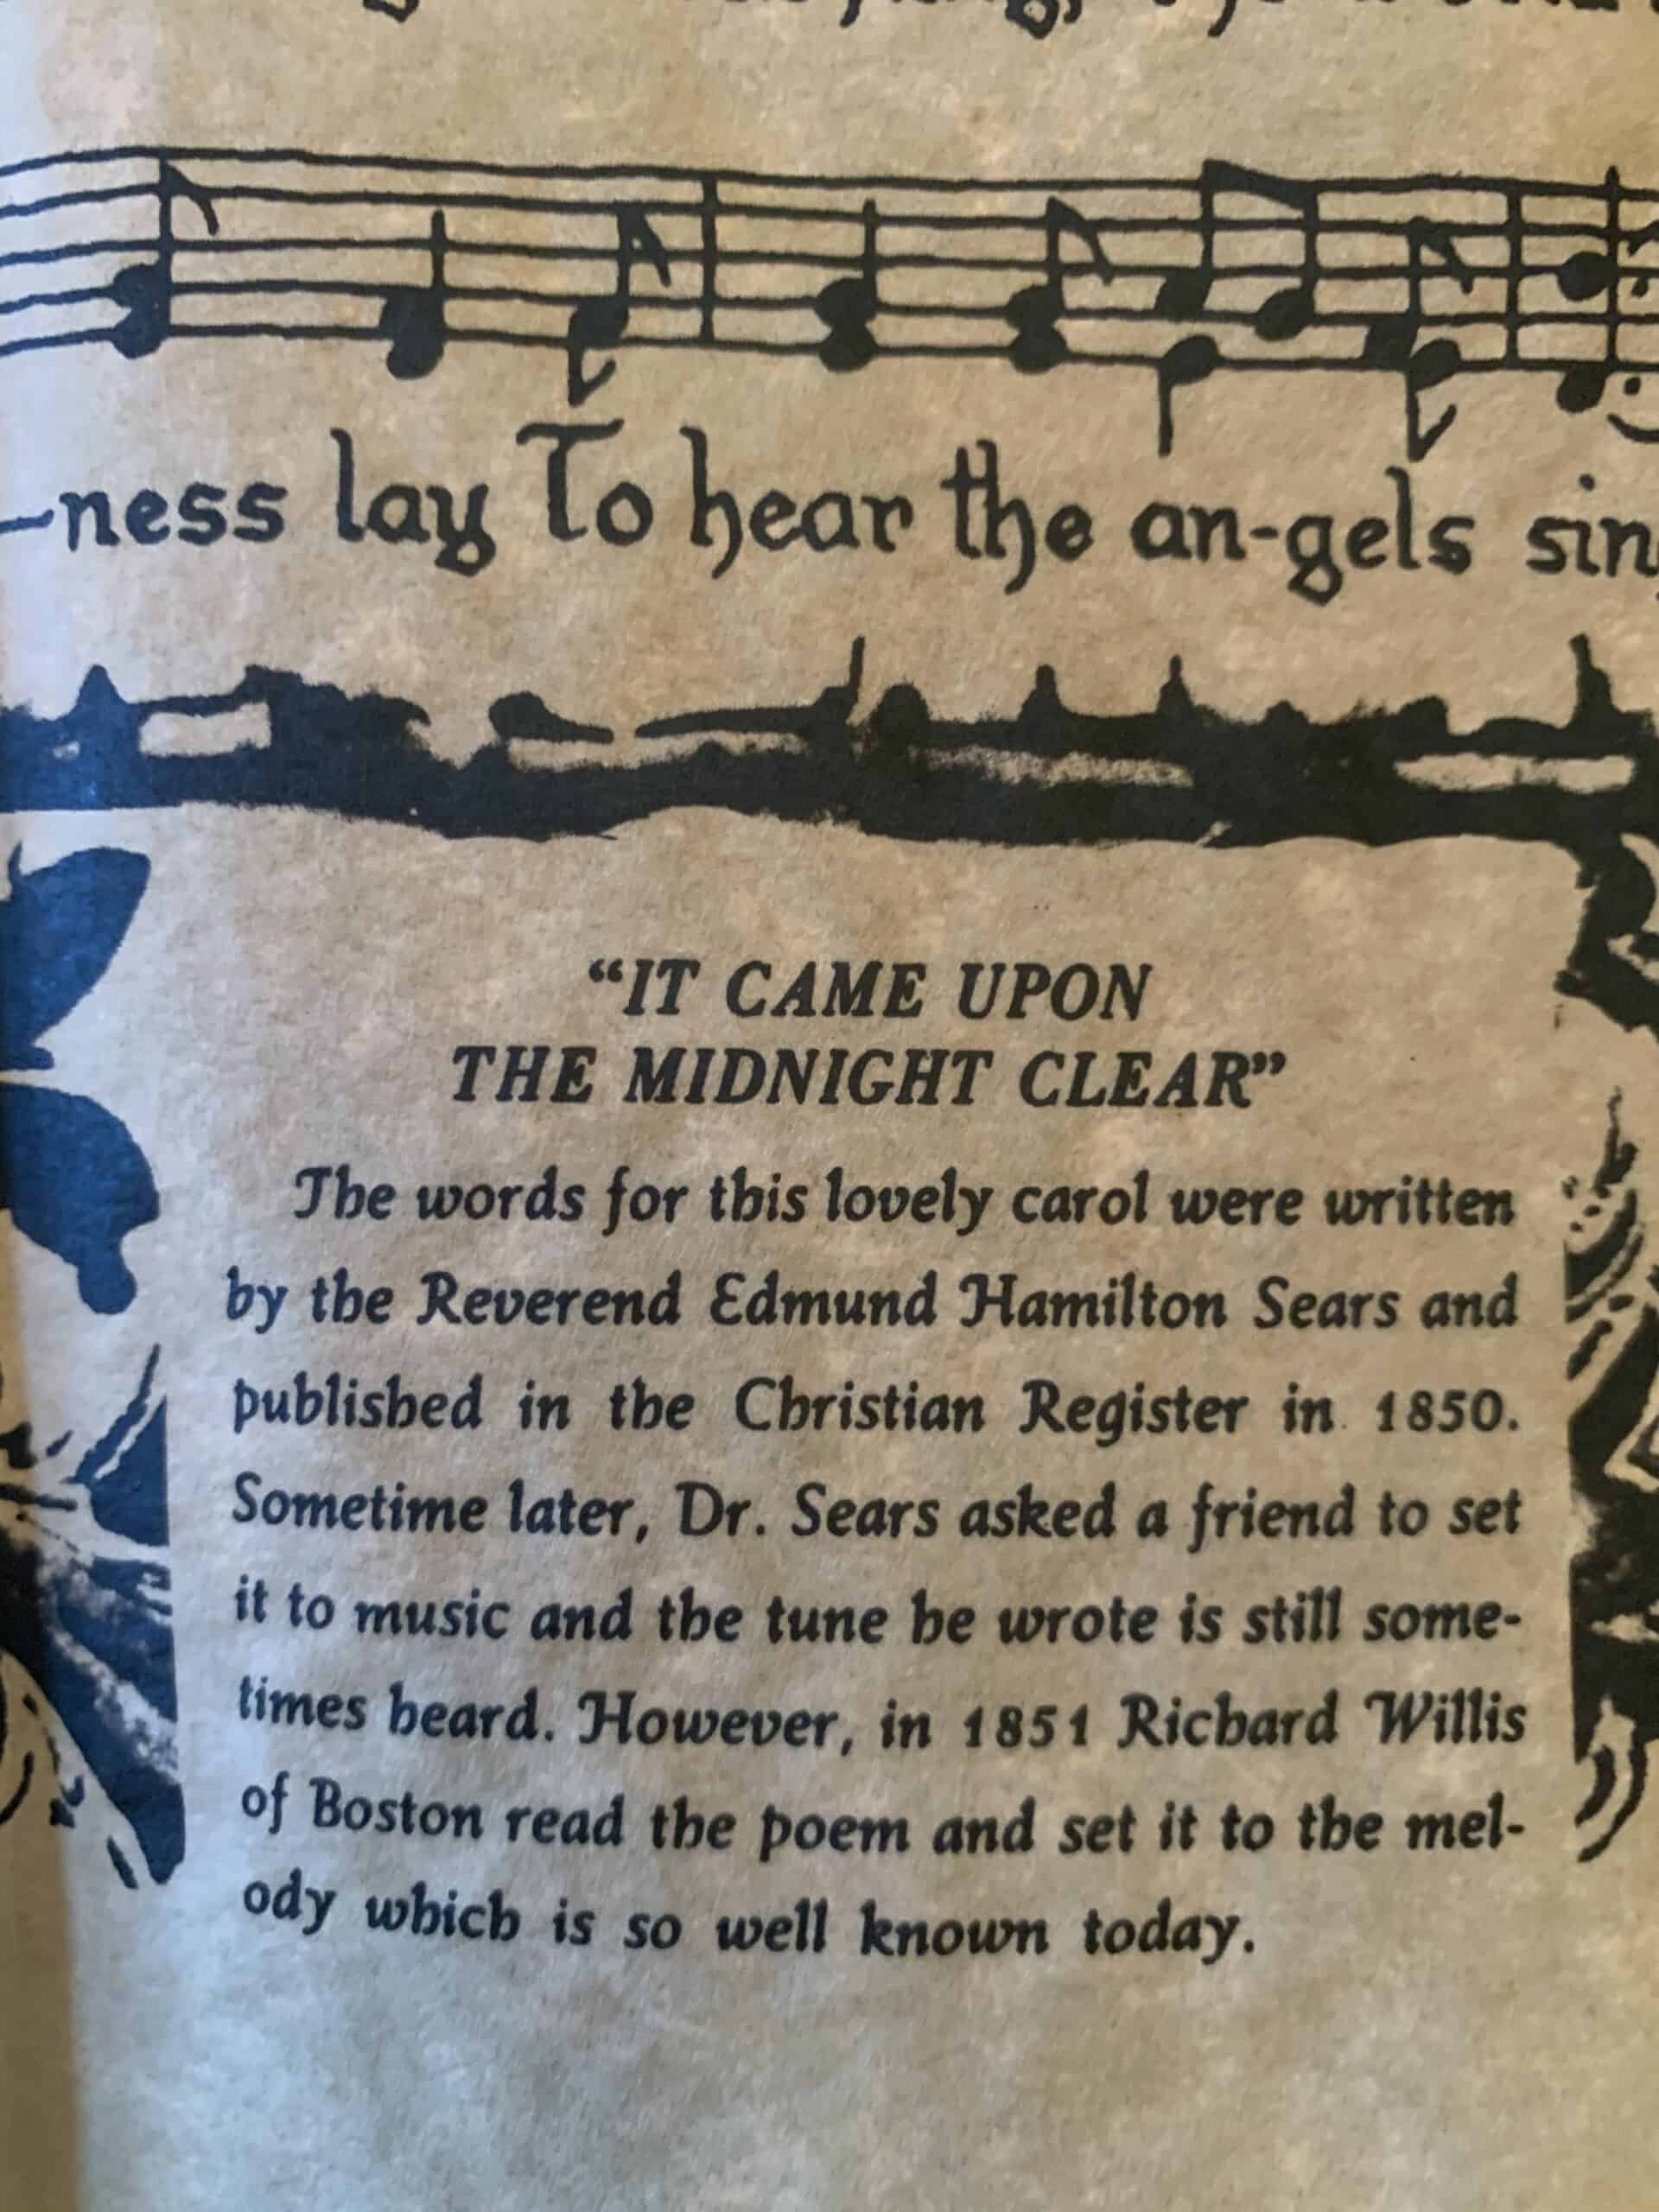 -ness lay To hear the an-gels sin
"IT CAME UPON
THE MIDNIGHT CLEAR"
The words for this lovely carol were written
by the Reverend Edmund Hamilton Sears and
published in the Christian Register in 1850.
Sometime later, Dr. Sears asked a friend to set
it to music and the tune he wrote is still some-
times heard. However, in 1851 Richard Willis
of Boston read the poem and set it to the mel-
ody which is so well known today.